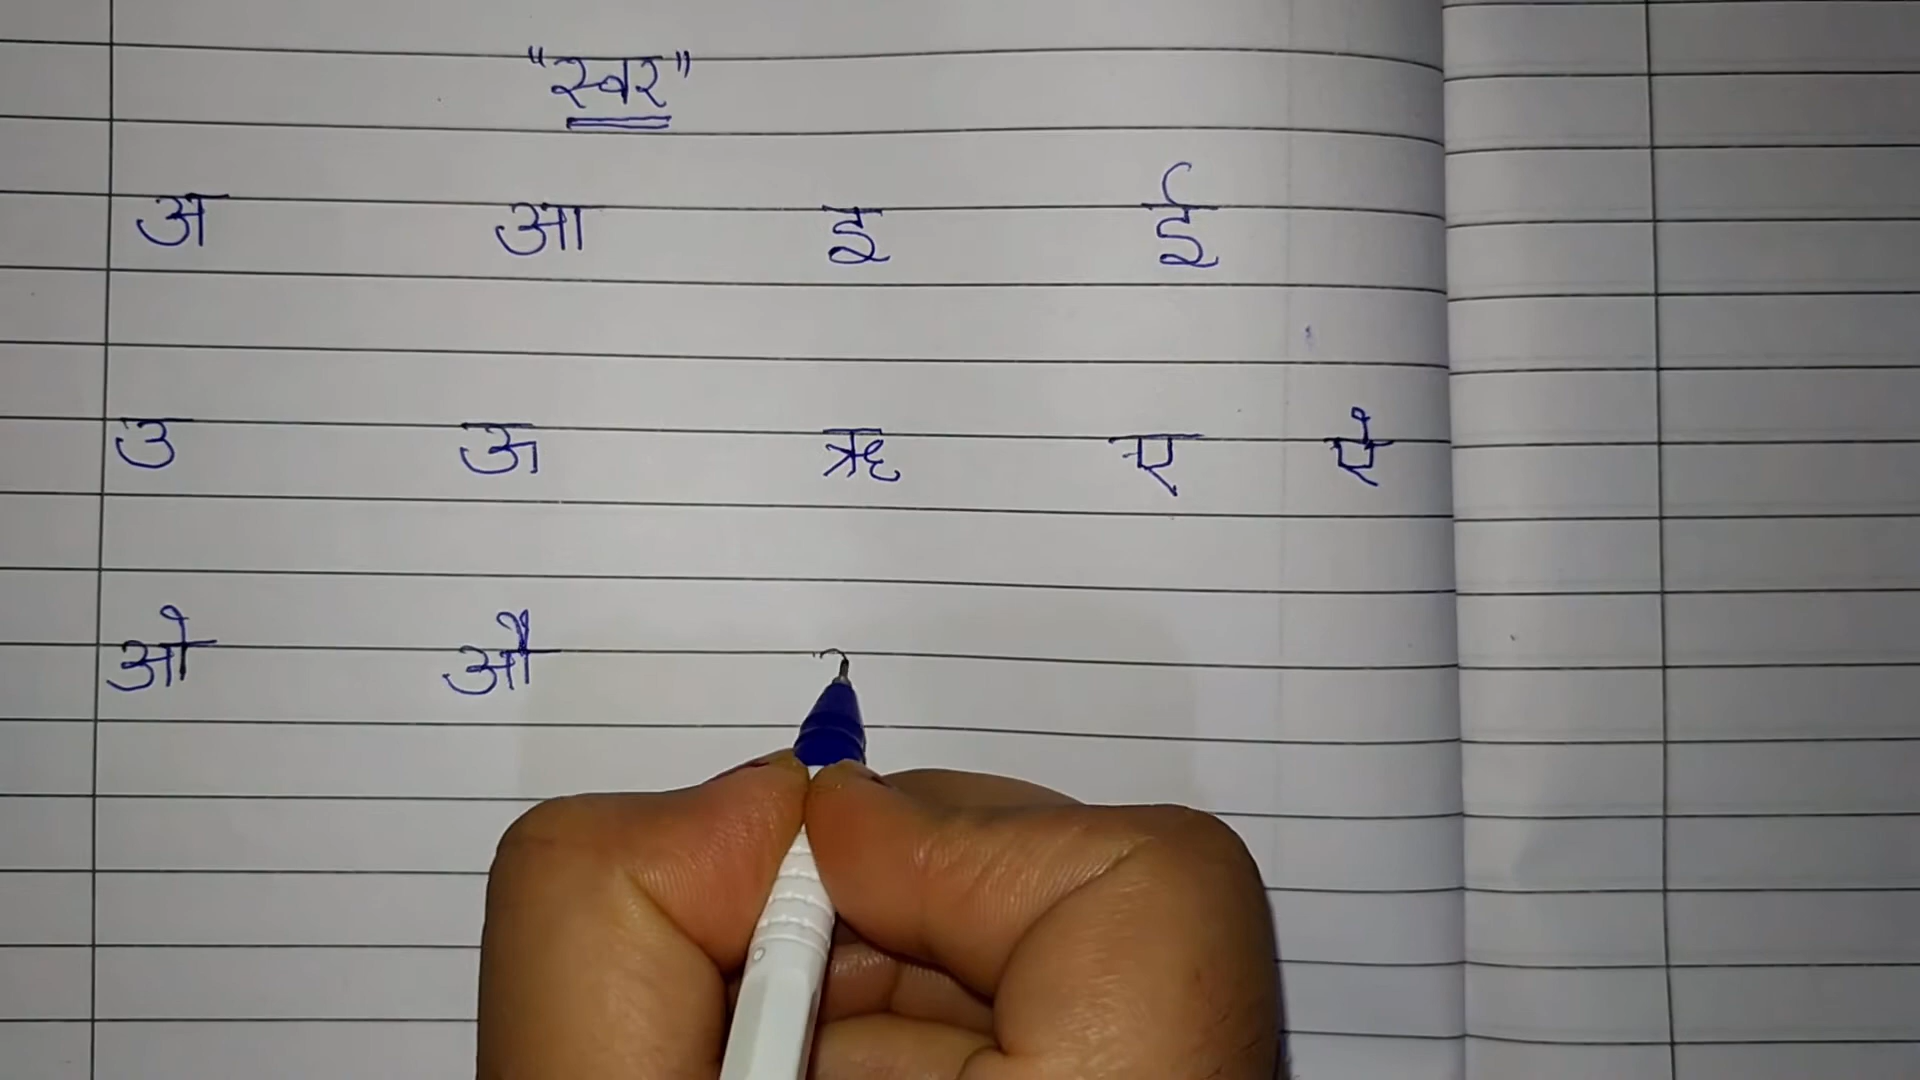 "स्वर"
अ आ इ ई
उ ऊ ऋ ए ऐ
ओ औ